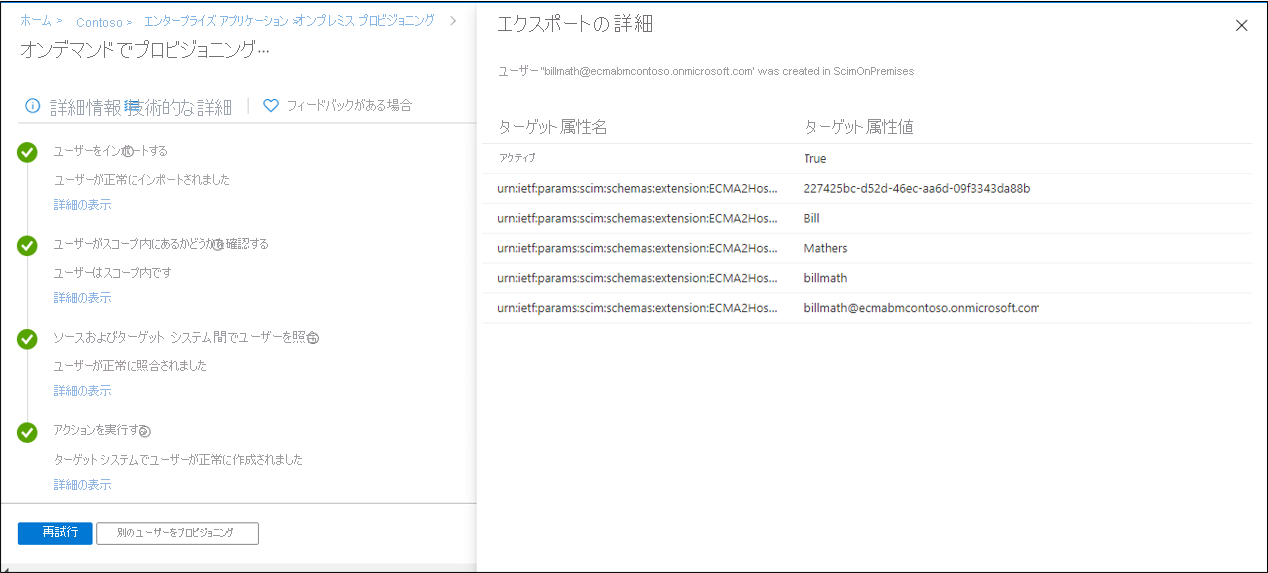 ホーム > Contoso > エンタープライズ アプリケーション >オンプレミス プロビジョニング >
オンデマンドでプロビジョニング…
詳細情報 技術的な詳細 | フィードバックがある場合
ユーザーをインポートする
ユーザーが正常にインポートされました
詳細の表示
ユーザーがスコープ内にあるかどうかを確認する
ユーザーはスコープ内です
詳細の表示
ソースおよびターゲット システム間でユーザーを照合
ユーザーが正常に照合されました
詳細の表示
アクションを実行する
ターゲット システムでユーザーが正常に作成されました
詳細の表示
再試行 別のユーザーをプロビジョニング
エクスポートの詳細
ユーザー "billmath@ecmabmcontoso.onmicrosoft.com' was created in ScimOnPremises
ターゲット属性名 ターゲット属性値
アクティブ True
urn:ietf:params:scim:schemas:extension:ECMA2Hos... 227425bc-d52d-46ec-aa6d-09f3343da88b
urn:ietf:params:scim:schemas:extension:ECMA2Hos... Bill
urn:ietf:params:scim:schemas:extension:ECMA2Hos... Mathers
urn:ietf:params:scim:schemas:extension:ECMA2Hos... billmath
urn:ietf:params:scim:schemas:extension:ECMA2Hos... billmath@ecmabmcontoso.onmicrosoft.com